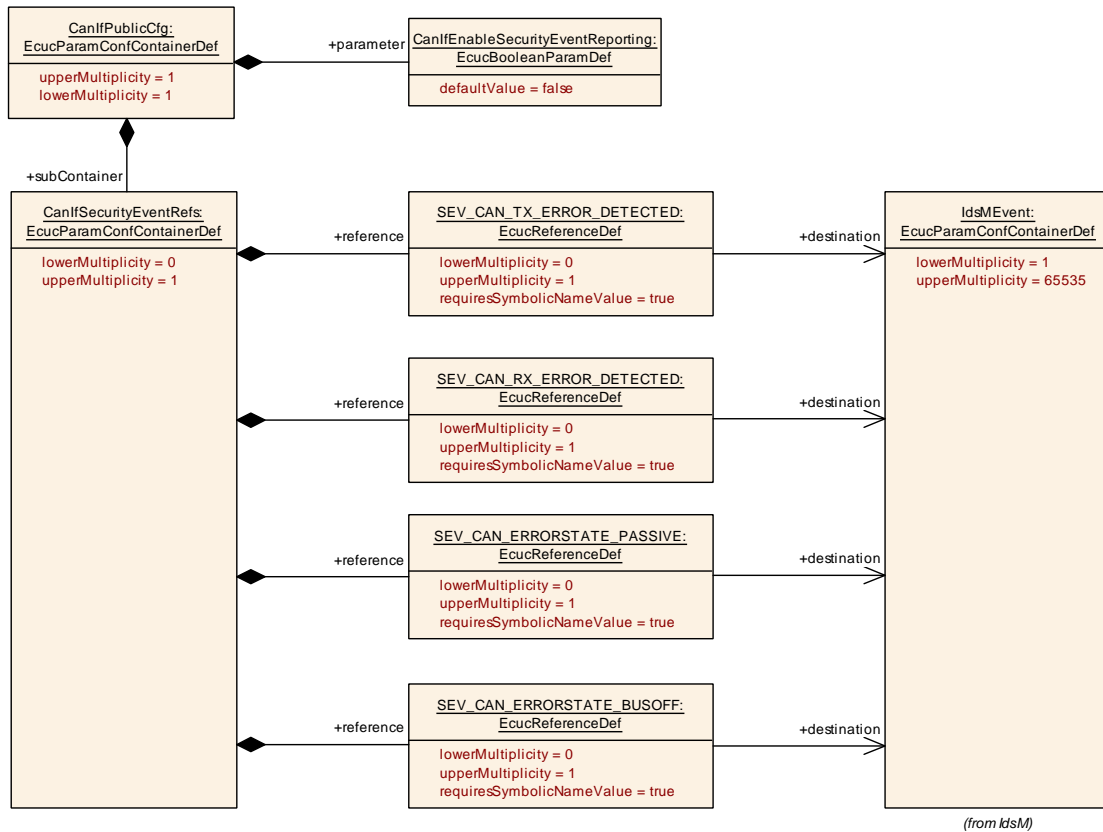 CanIfPublicCfg:
EcucParamConfContainerDef
upperMultiplicity = 1
lowerMultiplicity = 1
+parameter
CanIfEnableSecurityEventReporting:
EcucBooleanParamDef
defaultValue = false
+subContainer
CanIfSecurityEventRefs:
EcucParamConfContainerDef
lowerMultiplicity = 0
upperMultiplicity = 1
+reference
SEV_CAN_TX_ERROR_DETECTED:
EcucReferenceDef
lowerMultiplicity = 0
upperMultiplicity = 1
requiresSymbolicNameValue = true
+destination
IdsMEvent:
EcucParamConfContainerDef
lowerMultiplicity = 1
upperMultiplicity = 65535
+reference
SEV_CAN_RX_ERROR_DETECTED:
EcucReferenceDef
lowerMultiplicity = 0
upperMultiplicity = 1
requiresSymbolicNameValue = true
+destination
+reference
SEV_CAN_ERRORSTATE_PASSIVE:
EcucReferenceDef
lowerMultiplicity = 0
upperMultiplicity = 1
requiresSymbolicNameValue = true
+destination
+reference
SEV_CAN_ERRORSTATE_BUSOFF:
EcucReferenceDef
lowerMultiplicity = 0
upperMultiplicity = 1
requiresSymbolicNameValue = true
+destination
(from IdsM)